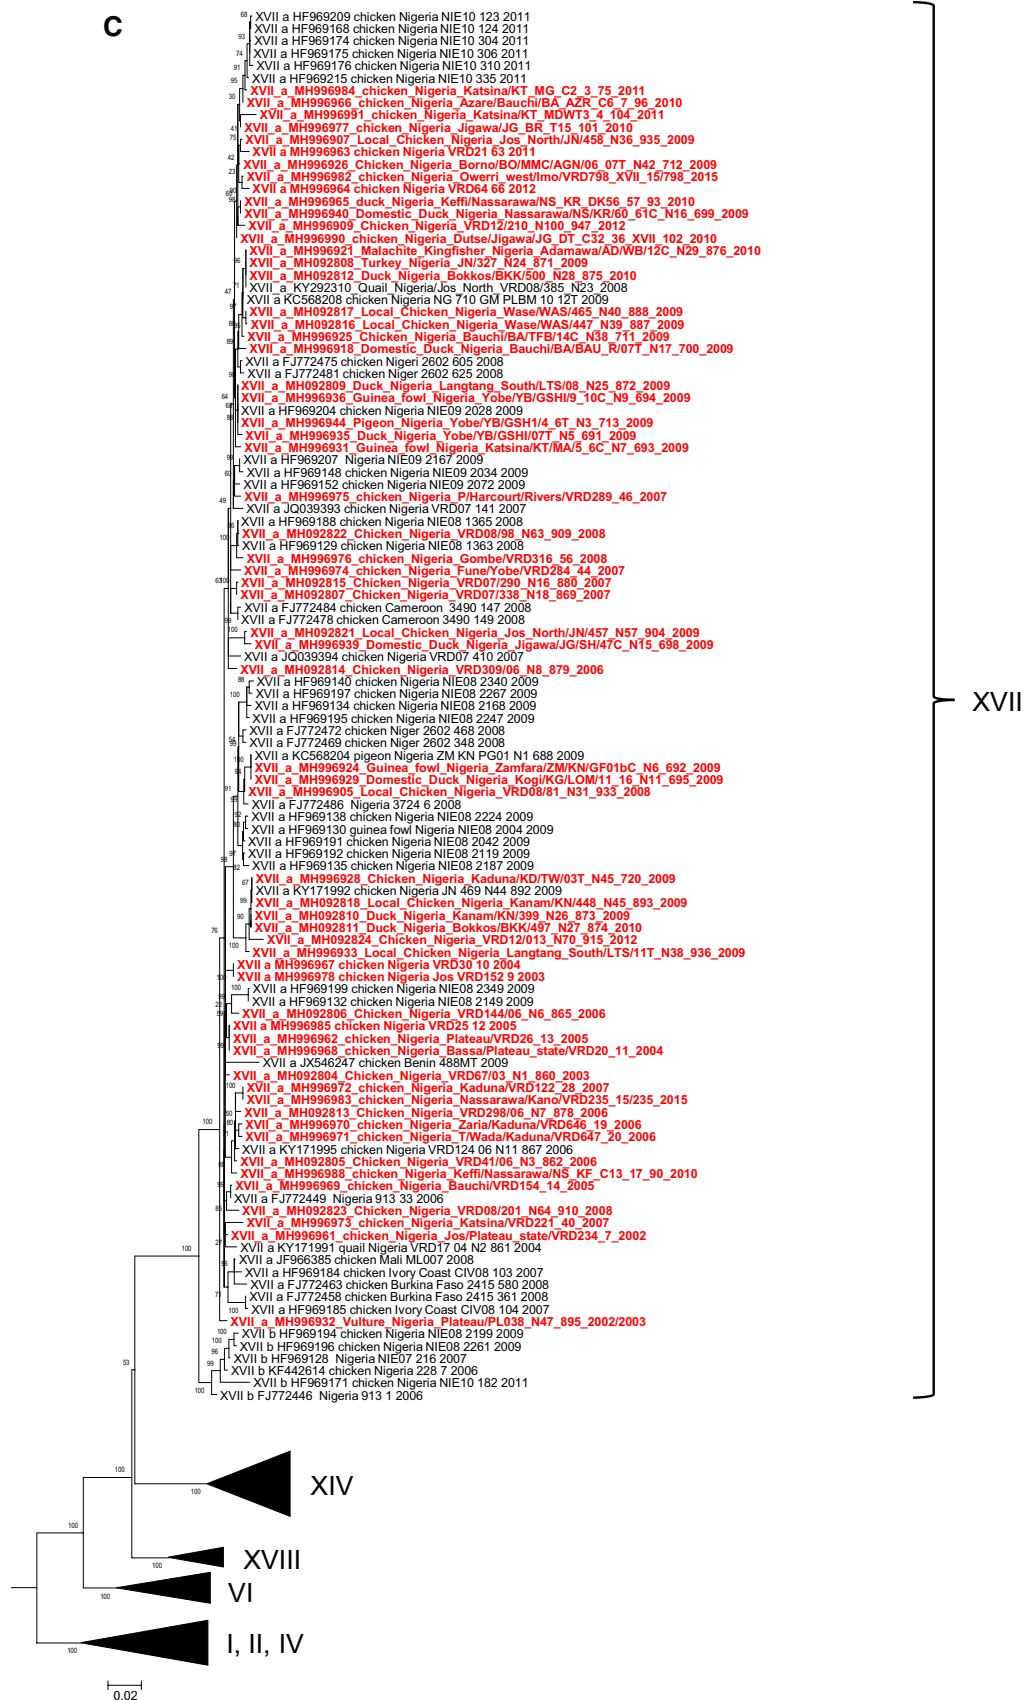 C
XVII a HF969209 chicken Nigeria NIE10 123 2011
XVII a HF969168 chicken Nigeria NIE10 124 2011
XVII a HF969174 chicken Nigeria NIE10 304 2011
XVII a HF969175 chicken Nigeria NIE10 306 2011
XVII a HF969176 chicken Nigeria NIE10 310 2011
XVII a HF969215 chicken Nigeria NIE10 335 2011
XVII_a_MH996984_chicken_Nigeria_Katsina/KT_MG_C2_3_75_2011
XVII_a_MH996966_chicken_Nigeria_Azare/Bauchi/BA_AZR_C6_7_96_2010
XVII_a_MH996991_chicken_Nigeria_Katsina/KT_MDWT3_4_104_2011
XVII_a_MH996977_chicken_Nigeria_Jigawa/JG_BR_T15_101_2010
XVII_a_MH996907_Local_Chicken_Nigeria_Jos_North/JN/458_N36_935_2009
XVII a MH996963 chicken Nigeria VRD21 63 2011
XVII_a_MH996926_Chicken_Nigeria_Borno/BO/MMC/AGN/06_07T_N42_712_2009
XVII_a_MH996982_chicken_Nigeria_Owerri_west/Imo/VRD798_XVII_15/798_2015
XVII a MH996964 chicken Nigeria VRD64 66 2012
XVII_a_MH996965_duck_Nigeria_Keffi/Nassarawa/NS_KR_DK56_57_93_2010
XVII_a_MH996940_Domestic_Duck_Nigeria_Nassarawa/NS/KR/60_61C_N16_699_2009
XVII_a_MH996909_Chicken_Nigeria_VRD12/210_N100_947_2012
XVII_a_MH996990_chicken_Nigeria_Dutse/Jigawa/JG_DT_C32_36_XVII_102_2010
XVII_a_MH996921_Malachite_Kingfisher_Nigeria_Adamawa/AD/WB/12C_N29_876_2010
XVII_a_MH092808_Turkey_Nigeria_JN/327_N24_871_2009
XVII_a_MH092812_Duck_Nigeria_Bokkos/BKK/500_N28_875_2010
XVII_a_KY292310_Quail_Nigeria/Jos_North_VRD08/385_N23_2008
XVII a KC568208 chicken Nigeria NG 710 GM PLBM 10 12T 2009
XVII_a_MH092817_Local_Chicken_Nigeria_Wase/WAS/465_N40_888_2009
XVII_a_MH092816_Local_Chicken_Nigeria_Wase/WAS/447_N39_887_2009
XVII_a_MH996925_Chicken_Nigeria_Bauchi/BA/TFB/14C_N38_711_2009
XVII_a_MH996918_Domestic_Duck_Nigeria_Bauchi/BA/BAU_R/07T_N17_700_2009
XVII a FJ772475 chicken Nigeri 2602 605 2008
XVII a FJ772481 chicken Niger 2602 625 2008
XVII_a_MH092809_Duck_Nigeria_Langtang_South/LTS/08_N25_872_2009
XVII_a_MH996936_Guinea_fowl_Nigeria_Yobe/YB/GSHI/9_10C_N9_694_2009
XVII a HF969204 chicken Nigeria NIE09 2028 2009
XVII_a_MH996944_Pigeon_Nigeria_Yobe/YB/GSH1/4_6T_N3_713_2009
XVII_a_MH996935_Duck_Nigeria_Yobe/YB/GSHI/07T_N5_691_2009
XVII_a_MH996931_Guinea_fowl_Nigeria_Katsina/KT/MA/5_6C_N7_693_2009
XVII a HF969207 Nigeria NIE09 2167 2009
XVII a HF969148 chicken Nigeria NIE09 2034 2009
XVII a HF969152 chicken Nigeria NIE09 2072 2009
XVII_a_MH996975_chicken_Nigeria_P/Harcourt/Rivers/VRD289_46_2007
XVII a JQ039393 chicken Nigeria VRD07 141 2007
XVII a HF969188 chicken Nigeria NIE08 1365 2008
XVII_a_MH092822_Chicken_Nigeria_VRD08/98_N63_909_2008
XVII a HF969129 chicken Nigeria NIE08 1363 2008
XVII_a_MH996976_chicken_Nigeria_Gombe/VRD316_56_2008
XVII_a_MH996974_chicken_Nigeria_Fune/Yobe/VRD284_44_2007
XVII_a_MH092815_Chicken_Nigeria_VRD07/290_N16_880_2007
XVII_a_MH092807_Chicken_Nigeria_VRD07/338_N18_869_2007
XVII a FJ772484 chicken Cameroon 3490 147 2008
XVII a FJ772478 chicken Cameroon 3490 149 2008
XVII_a_MH092821_Local_Chicken_Nigeria_Jos_North/JN/457_N57_904_2009
XVII_a_MH996939_Domestic_Duck_Nigeria_Jigawa/JG/SH/47C_N15_698_2009
XVII a JQ039394 chicken Nigeria VRD07 410 2007
XVII_a_MH092814_Chicken_Nigeria_VRD309/06_N8_879_2006
XVII a HF969140 chicken Nigeria NIE08 2340 2009
XVII a HF969197 chicken Nigeria NIE08 2267 2009
XVII a HF969134 chicken Nigeria NIE08 2168 2009
XVII a HF969195 chicken Nigeria NIE08 2247 2009
XVII a FJ772472 chicken Niger 2602 468 2008
XVII a FJ772469 chicken Niger 2602 348 2008
XVII a KC568204 pigeon Nigeria ZM KN PG01 N1 688 2009
XVII_a_MH996924_Guinea_fowl_Nigeria_Zamfara/ZM/KN/GF01bC_N6_692_2009
XVII_a_MH996929_Domestic_Duck_Nigeria_Kogi/KG/LOM/11_16_N11_695_2009
XVII_a_MH996905_Local_Chicken_Nigeria_VRD08/81_N31_933_2008
XVII a FJ772486 Nigeria 3724 6 2008
XVII a HF969138 chicken Nigeria NIE08 2224 2009
XVII a HF969130 guinea fowl Nigeria NIE08 2004 2009
XVII a HF969191 chicken Nigeria NIE08 2042 2009
XVII a HF969192 chicken Nigeria NIE08 2119 2009
XVII a HF969135 chicken Nigeria NIE08 2187 2009
XVII_a_MH996928_Chicken_Nigeria_Kaduna/KD/TW/03T_N45_720_2009
XVII a KY171992 chicken Nigeria JN 469 N44 892 2009
XVII_a_MH092818_Local_Chicken_Nigeria_Kanam/KN/448_N45_893_2009
XVII_a_MH092810_Duck_Nigeria_Kanam/KN/399_N26_873_2009
XVII_a_MH092811_Duck_Nigeria_Bokkos/BKK/497_N27_874_2010
XVII_a_MH092824_Chicken_Nigeria_VRD12/013_N70_915_2012
XVII_a_MH996933_Local_Chicken_Nigeria_Langtang_South/LTS/11T_N38_936_2009
XVII a MH996967 chicken Nigeria VRD30 10 2004
XVII a MH996978 chicken Nigeria Jos VRD152 9 2003
XVII a HF969199 chicken Nigeria NIE08 2349 2009
XVII a HF969132 chicken Nigeria NIE08 2149 2009
XVII_a_MH092806_Chicken_Nigeria_VRD144/06_N6_865_2006
XVII a MH996985 chicken Nigeria VRD25 12 2005
XVII_a_MH996962_chicken_Nigeria_Plateau/VRD26_13_2005
XVII_a_MH996968_chicken_Nigeria_Bassa/Plateau_state/VRD20_11_2004
XVII a JX546247 chicken Benin 488MT 2009
XVII_a_MH092804_Chicken_Nigeria_VRD67/03_N1_860_2003
XVII_a_MH996972_chicken_Nigeria_Kaduna/VRD122_28_2007
XVII_a_MH996983_chicken_Nigeria_Nassarawa/Kano/VRD235_15/235_2015
XVII_a_MH092813_Chicken_Nigeria_VRD298/06_N7_878_2006
XVII_a_MH996970_chicken_Nigeria_Zaria/Kaduna/VRD646_19_2006
XVII_a_MH996971_chicken_Nigeria_T/Wada/Kaduna/VRD647_20_2006
XVII a KY171995 chicken Nigeria VRD124 06 N11 867 2006
XVII_a_MH092805_Chicken_Nigeria_VRD41/06_N3_862_2006
XVII_a_MH996988_chicken_Nigeria_Keffi/Nassarawa/NS_KF_C13_17_90_2010
XVII_a_MH996969_chicken_Nigeria_Bauchi/VRD154_14_2005
XVII a FJ772449 Nigeria 913 33 2006
XVII_a_MH092823_Chicken_Nigeria_VRD08/201_N64_910_2008
XVII_a_MH996973_chicken_Nigeria_Katsina/VRD221_40_2007
XVII_a_MH996961_chicken_Nigeria_Jos/Plateau_state/VRD234_7_2002
XVII a KY171991 quail Nigeria VRD17 04 N2 861 2004
XVII a JF966385 chicken Mali ML007 2008
XVII a HF969184 chicken Ivory Coast CIV08 103 2007
XVII a FJ772463 chicken Burkina Faso 2415 580 2008
XVII a FJ772458 chicken Burkina Faso 2415 361 2008
XVII a HF969185 chicken Ivory Coast CIV08 104 2007
XVII_a_MH996932_Vulture_Nigeria_Plateau/PL038_N47_895_2002/2003
XVII b HF969194 chicken Nigeria NIE08 2199 2009
XVII b HF969196 chicken Nigeria NIE08 2261 2009
XVII b HF969128 Nigeria NIE07 216 2007
XVII b KF442614 chicken Nigeria 228 7 2006
XVII b HF969171 chicken Nigeria NIE10 182 2011
XVII b FJ772446 Nigeria 913 1 2006
XVII
76
100
100
100
53
100
100
XIV
100
100
XVIII
100
VI
100
I, II, IV
0.02